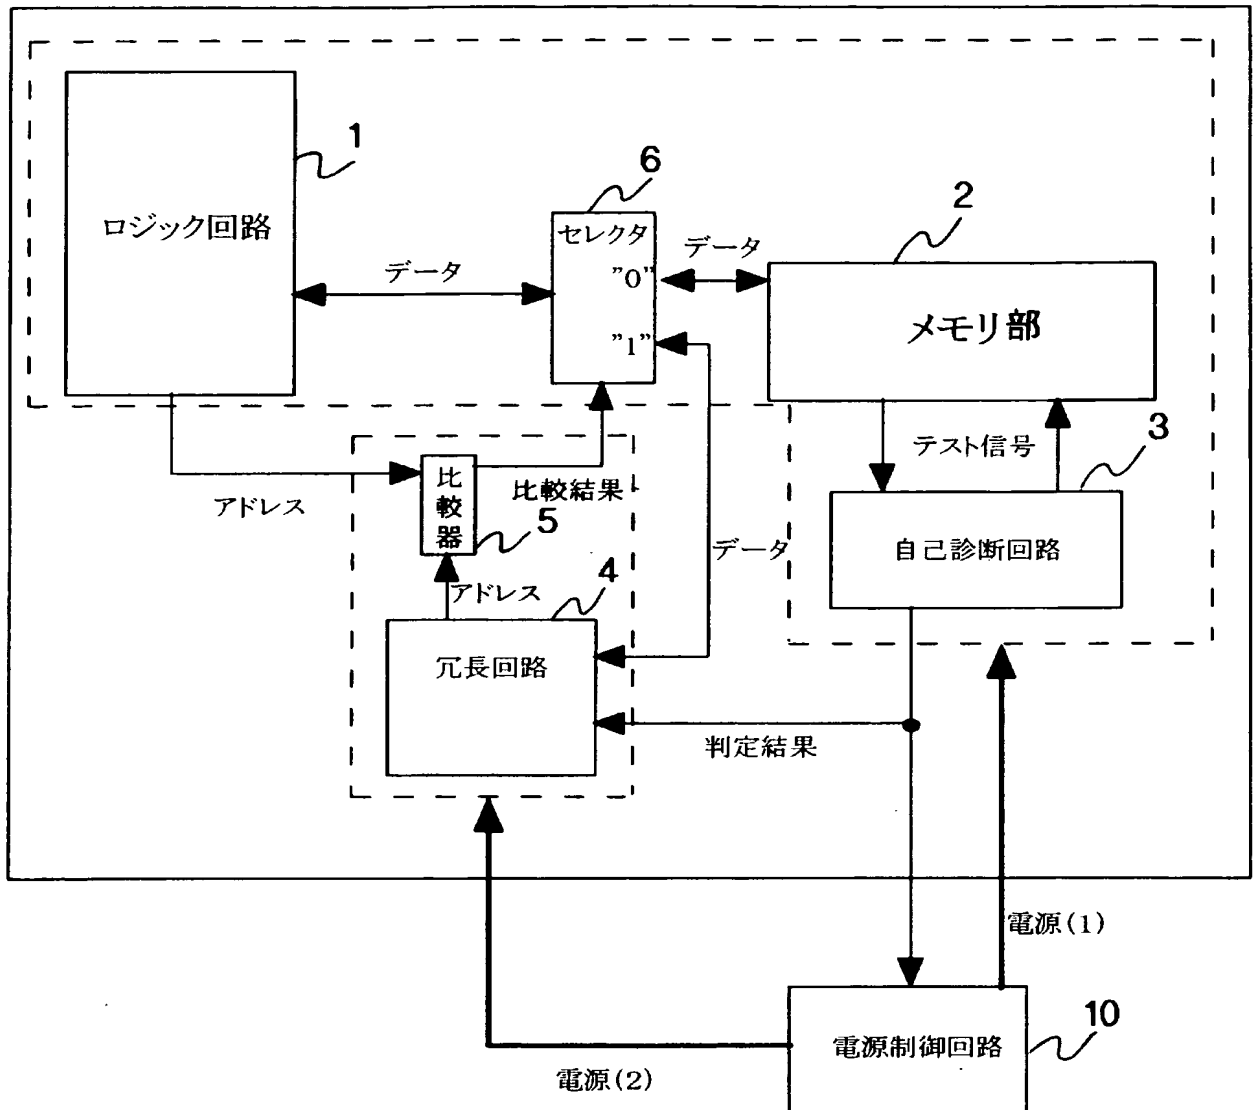 1
ロジック回路
6
セレクタ
"0"
"1"
データ
データ
2
メモリ部
テスト信号
3
自己診断回路
アドレス
比較器
5
比較結果
アドレス
4
冗長回路
データ
判定結果
電源(1)
電源(2)
電源制御回路
10